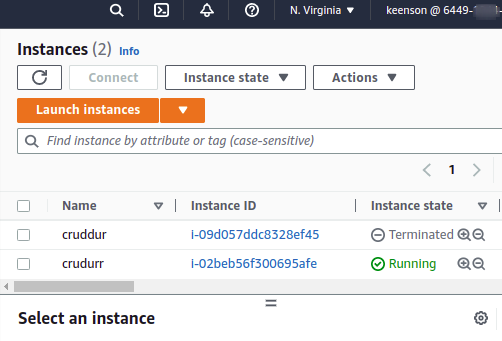 N. Virginia keenson @ 6449-
Instances (2) Info
Connect Instance state Actions
Launch instances
Find instance by attribute or tag (case-sensitive)
1
Name Instance ID Instance state
cruddur i-09d057ddc8328ef45 Terminated
crudurr i-02beb56f300695afe Running
Select an instance